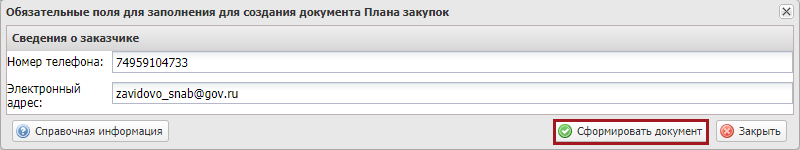 Обязательные поля для заполнения для создания документа Плана закупок
Сведения о заказчике
Номер телефона: 74959104733
Электронный адрес: zavidovo_snab@gov.ru
Справочная информация Сформировать документ Закрыть